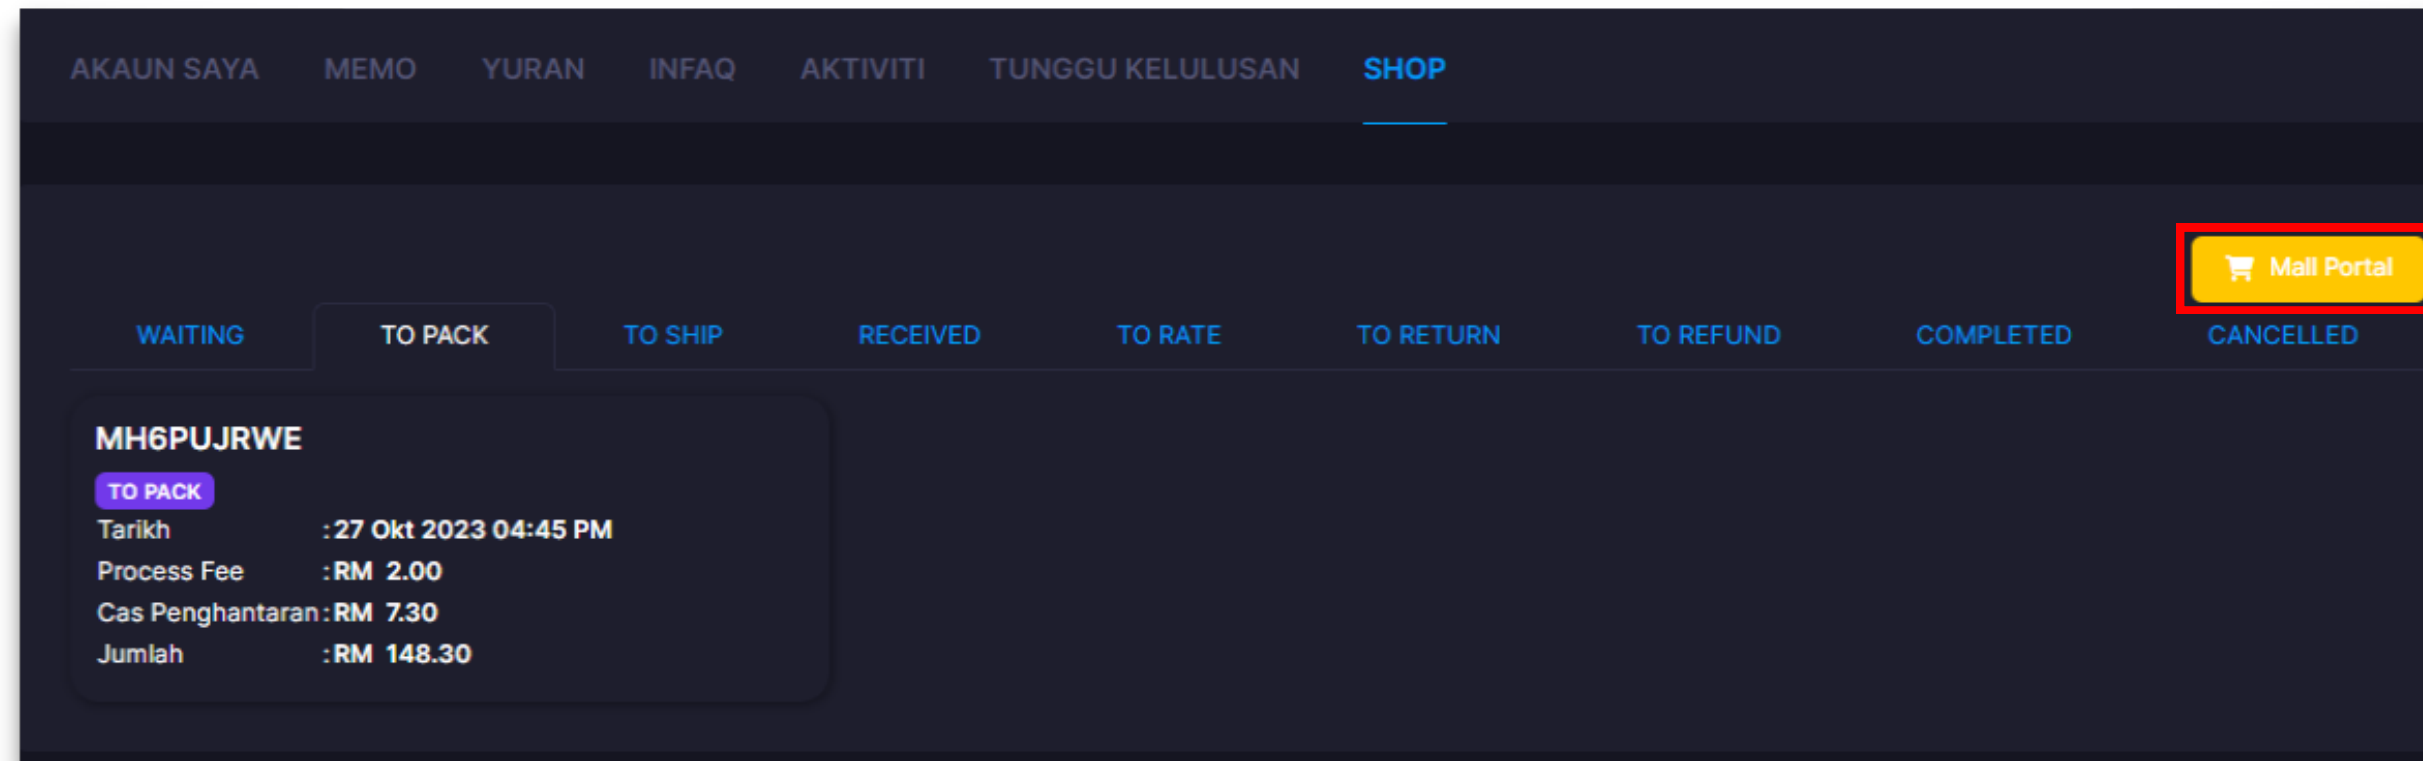 AKAUN SAYA MEMO YURAN INFAQ AKTIVITI TUNGGU KELULUSAN SHOP
Mall Portal
WAITING TO PACK TO SHIP RECEIVED TO RATE TO RETURN TO REFUND COMPLETED CANCELLED
MH6PUJRWE
TO PACK
Tarikh : 27 Okt 2023 04:45 PM
Process Fee : RM 2.00
Cas Penghantaran : RM 7.30
Jumlah : RM 148.30